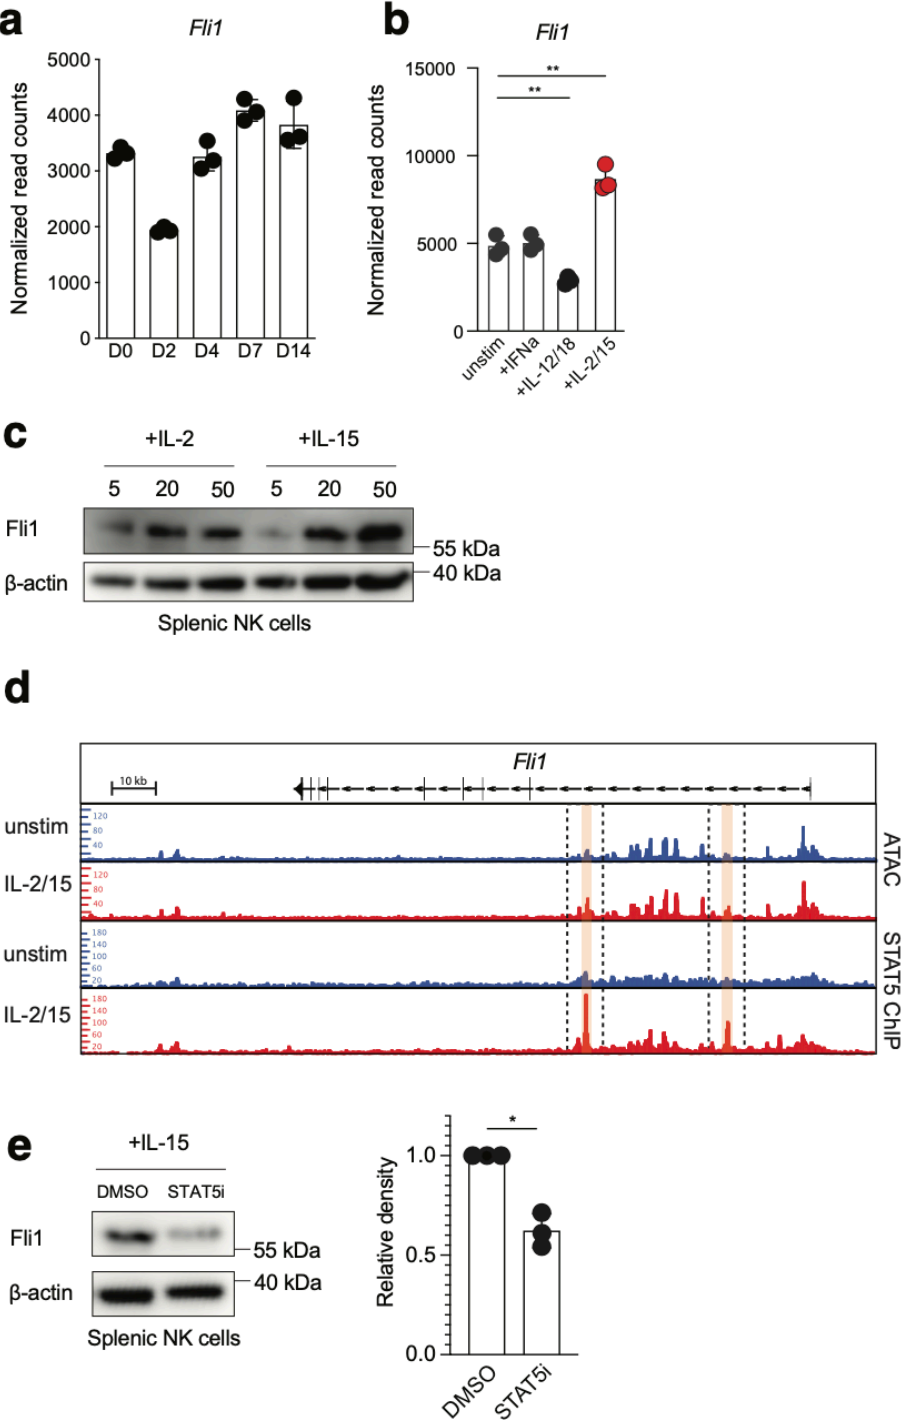 a
Fli1
Normalized read counts
5000
4000
3000
2000
1000
0
D0 D2 D4 D7 D14
b
Fli1
Normalized read counts
15000
10000
5000
0
**
**
unstim
+IFNa
+IL-12/18
+IL-2/15
c
+IL-2 +IL-15
5 20 50 5 20 50
Fli1
55 kDa
β-actin
40 kDa
Splenic NK cells
d
Fli1
10 kb
unstim
120
80
40
IL-2/15
120
80
40
ATAC
unstim
180
140
100
60
20
IL-2/15
180
140
100
60
20
STAT5 ChIP
e
+IL-15
DMSO STAT5i
Fli1
55 kDa
β-actin
40 kDa
Splenic NK cells
Relative density
1.0
0.5
0.0
*
DMSO
STAT5i